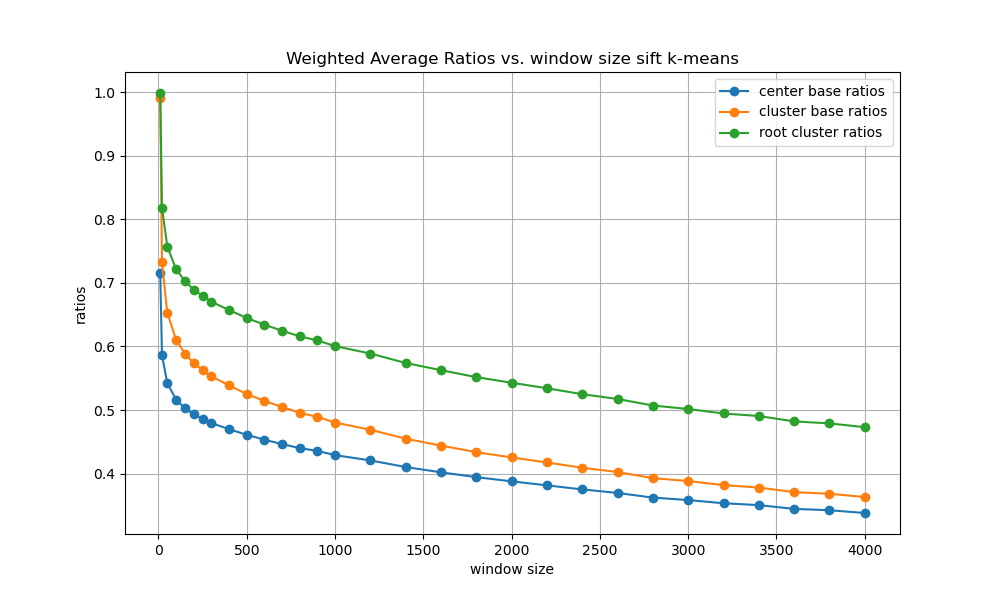 Weighted Average Ratios vs. window size sift k-means
center base ratios
cluster base ratios
root cluster ratios
1.0
0.9
0.8
0.7
0.6
0.5
0.4
ratios
0 500 1000 1500 2000 2500 3000 3500 4000
window size